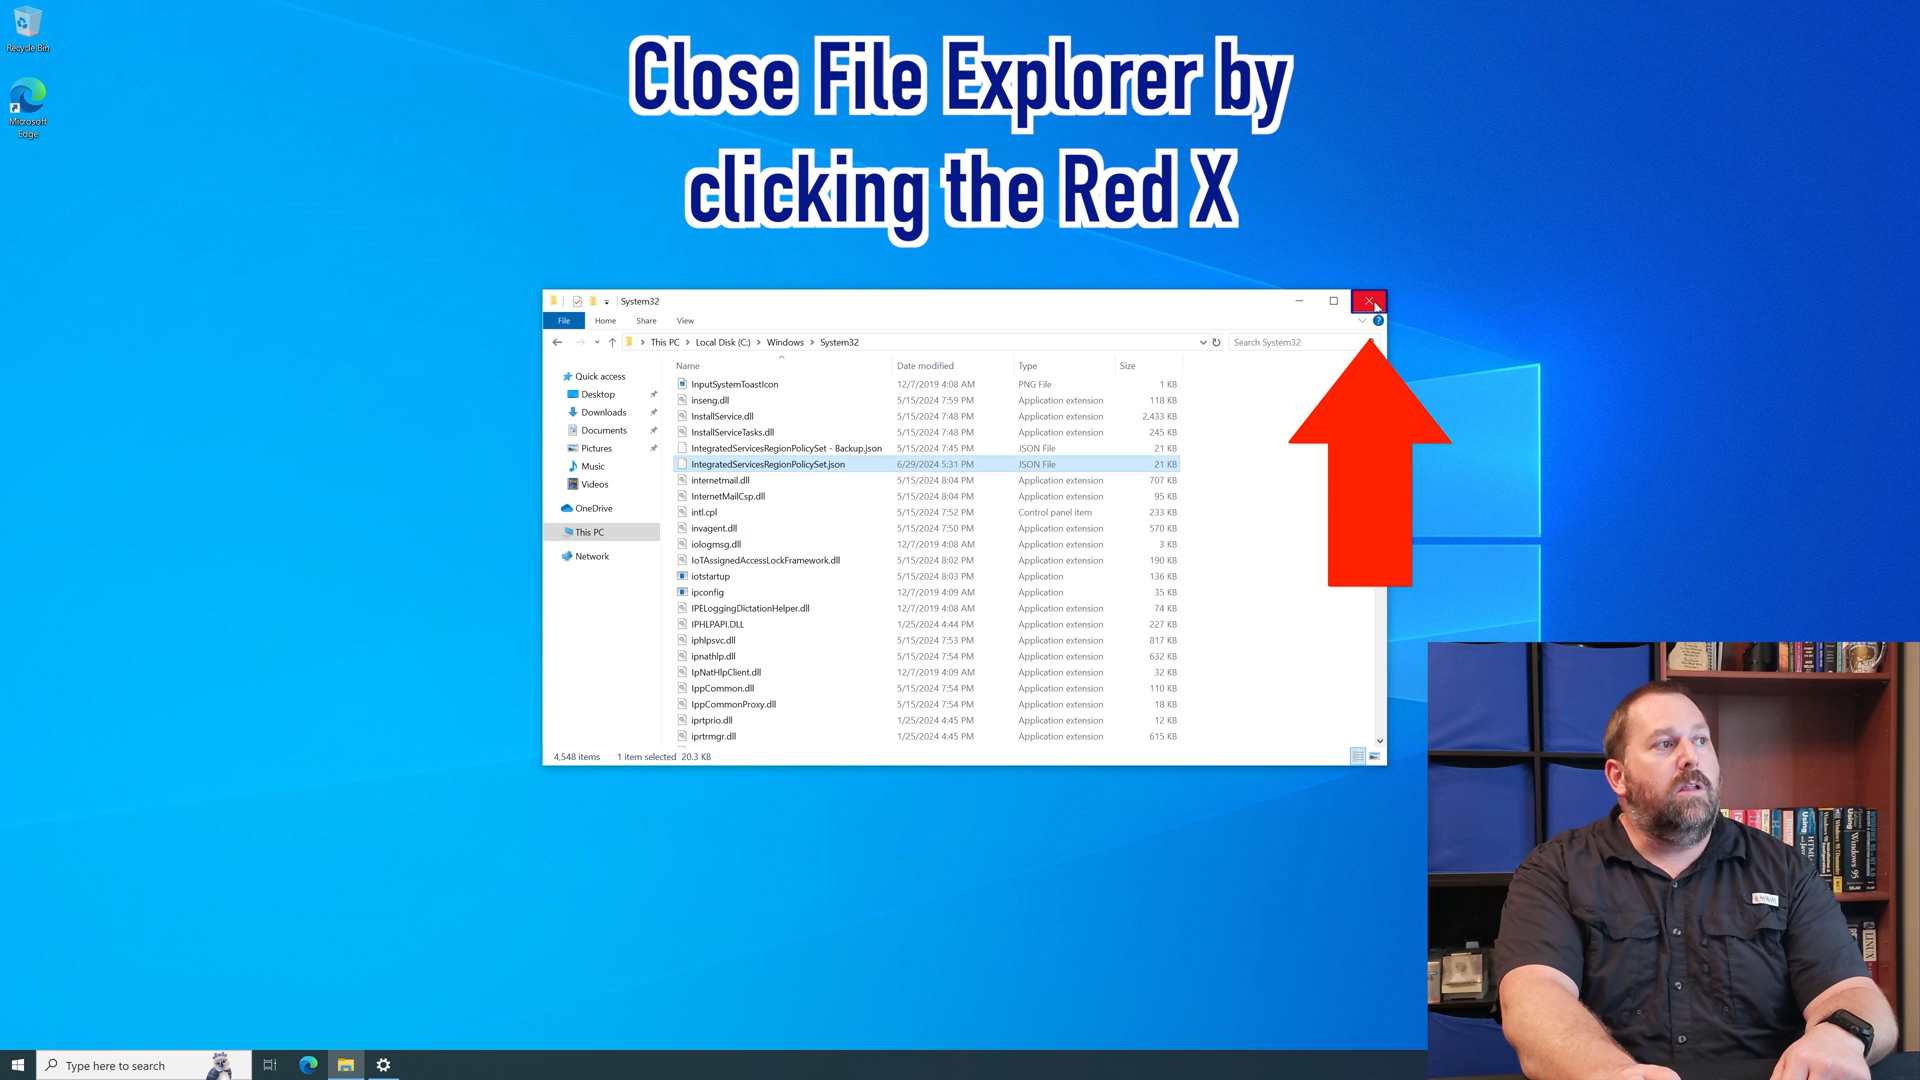 Recycle Bin
Microsoft
Edge
Close File Explorer by
clicking the Red X
System32
File Home Share View
This PC > Local Disk (C:) > Windows > System32
Search System32
Name Date modified Type Size
Quick access
Desktop
Downloads
Documents
Pictures
Music
Videos
OneDrive
This PC
Network
InputSystemToastIcon 12/7/2019 4:08 AM PNG File 1 KB
inseng.dll 5/15/2024 7:59 PM Application extension 118 KB
InstallService.dll 5/15/2024 7:48 PM Application extension 2,433 KB
InstallServiceTasks.dll 5/15/2024 7:48 PM Application extension 245 KB
IntegratedServicesRegionPolicySet - Backup.json 5/15/2024 7:45 PM JSON File 21 KB
IntegratedServicesRegionPolicySet.json 6/29/2024 5:31 PM JSON File 21 KB
internetmail.dll 5/15/2024 8:04 PM Application extension 707 KB
InternetMailCsp.dll 5/15/2024 8:04 PM Application extension 95 KB
intl.cpl 5/15/2024 7:52 PM Control panel item 233 KB
invagent.dll 5/15/2024 7:50 PM Application extension 570 KB
iologmsg.dll 12/7/2019 4:08 AM Application extension 3 KB
IoTAssignedAccessLockFramework.dll 5/15/2024 8:02 PM Application extension 190 KB
iotstartup 5/15/2024 8:03 PM Application 136 KB
ipconfig 12/7/2019 4:09 AM Application 35 KB
IPELoggingDictationHelper.dll 12/7/2019 4:08 AM Application extension 74 KB
IPHLPAPI.DLL 1/25/2024 4:44 PM Application extension 227 KB
iphlpsvc.dll 5/15/2024 7:53 PM Application extension 817 KB
ipnathlp.dll 5/15/2024 7:54 PM Application extension 632 KB
IpNatHlpClient.dll 12/7/2019 4:09 AM Application extension 32 KB
IppCommon.dll 5/15/2024 7:54 PM Application extension 110 KB
IppCommonProxy.dll 5/15/2024 7:54 PM Application extension 18 KB
iprtprio.dll 1/25/2024 4:45 PM Application extension 12 KB
iprtrmgr.dll 1/25/2024 4:45 PM Application extension 615 KB
4,548 items 1 item selected 20.3 KB
Using HTML
Using Windows 95
LINUX
Type here to search